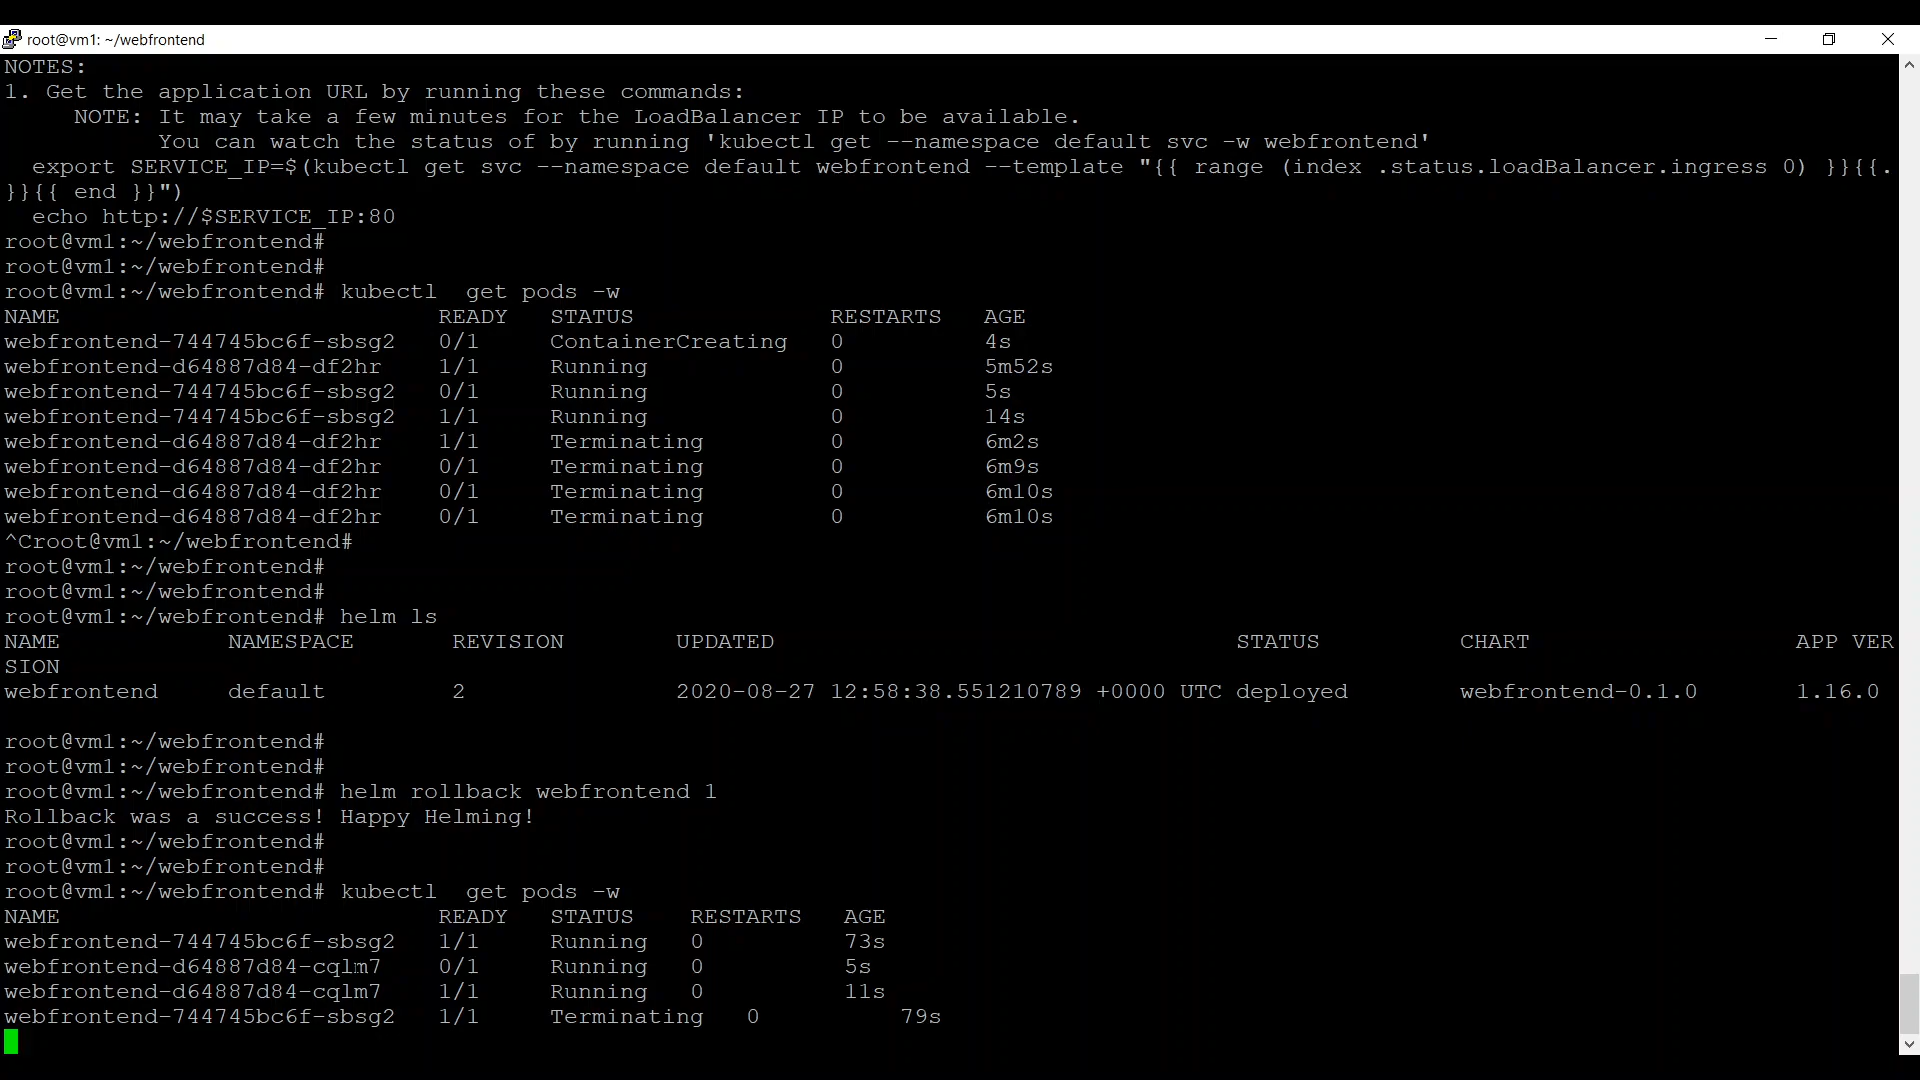 root@vm1: ~/webfrontend
NOTES:
1. Get the application URL by running these commands:
     NOTE: It may take a few minutes for the LoadBalancer IP to be available.
           You can watch the status of by running 'kubectl get --namespace default svc -w webfrontend'
  export SERVICE_IP=$(kubectl get svc --namespace default webfrontend --template "{{ range (index .status.loadBalancer.ingress 0) }}{{.
}}{{ end }}")
  echo http://$SERVICE_IP:80
root@vm1:~/webfrontend#
root@vm1:~/webfrontend#
root@vm1:~/webfrontend# kubectl  get pods -w
NAME                           READY   STATUS              RESTARTS   AGE
webfrontend-744745bc6f-sbsg2   0/1     ContainerCreating   0          4s
webfrontend-d64887d84-df2hr    1/1     Running             0          5m52s
webfrontend-744745bc6f-sbsg2   0/1     Running             0          5s
webfrontend-744745bc6f-sbsg2   1/1     Running             0          14s
webfrontend-d64887d84-df2hr    1/1     Terminating         0          6m2s
webfrontend-d64887d84-df2hr    0/1     Terminating         0          6m9s
webfrontend-d64887d84-df2hr    0/1     Terminating         0          6m10s
webfrontend-d64887d84-df2hr    0/1     Terminating         0          6m10s
^Croot@vm1:~/webfrontend#
root@vm1:~/webfrontend#
root@vm1:~/webfrontend#
root@vm1:~/webfrontend# helm ls
NAME            NAMESPACE       REVISION        UPDATED                                 STATUS          CHART                   APP VER
SION
webfrontend     default         2               2020-08-27 12:58:38.551210789 +0000 UTC deployed        webfrontend-0.1.0       1.16.0
root@vm1:~/webfrontend#
root@vm1:~/webfrontend#
root@vm1:~/webfrontend# helm rollback webfrontend 1
Rollback was a success! Happy Helming!
root@vm1:~/webfrontend#
root@vm1:~/webfrontend#
root@vm1:~/webfrontend# kubectl  get pods -w
NAME                           READY   STATUS    RESTARTS   AGE
webfrontend-744745bc6f-sbsg2   1/1     Running   0          73s
webfrontend-d64887d84-cqlm7    0/1     Running   0          5s
webfrontend-d64887d84-cqlm7    1/1     Running   0          11s
webfrontend-744745bc6f-sbsg2   1/1     Terminating   0          79s